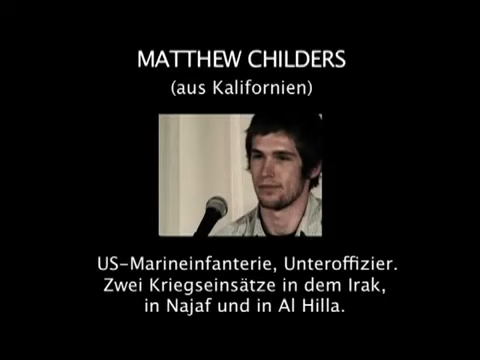 MATTHEW CHILDERS
(aus Kalifornien)
US-Marineinfanterie, Unteroffizier.
Zwei Kriegseinsätze in dem Irak,
in Najaf und in Al Hilla.